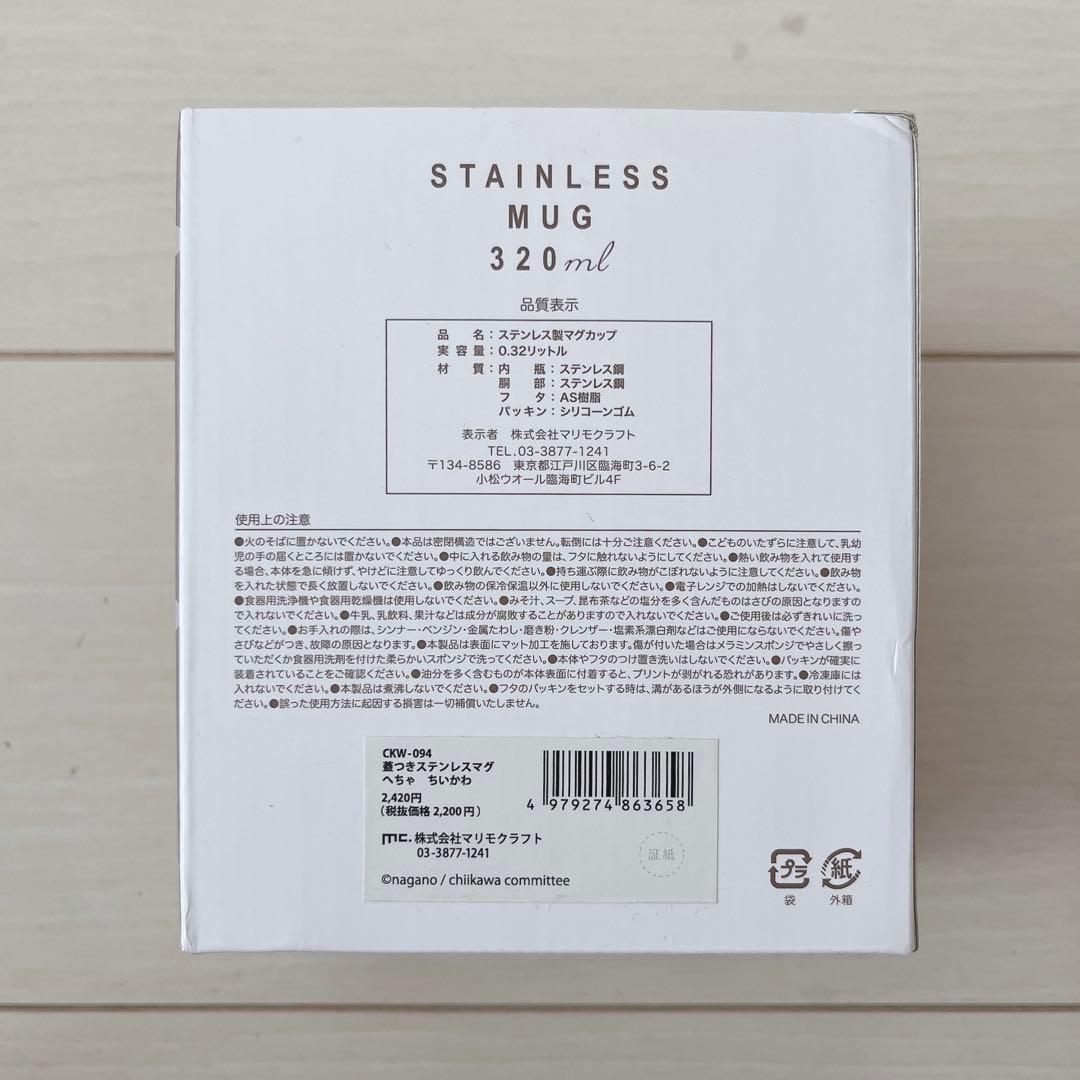 STAINLESS
MUG
320ml
品質表示
品名：ステンレス製マグカップ
実容量：0.32リットル
材質：内瓶：ステンレス鋼
胴部：ステンレス鋼
フタ：AS樹脂
パッキン：シリコーンゴム
表示者 株式会社マリモクラフト
TEL.03-3877-1241
〒134-8586 東京都江戸川区臨海町3-6-2
小松ウオール臨海町ビル4F
使用上の注意
●火のそばに置かないでください。●本品は密閉構造ではございません。転倒には十分ご注意ください。●こどものいたずらに注意して、乳幼
児の手の届くところには置かないでください。●中に入れる飲み物の量は、フタに触れないようにしてください。●熱い飲み物を入れて使用す
る場合、本体を急に傾けず、やけどに注意してゆっくり飲んでください。●持ち運ぶ際に飲み物がこぼれないように注意してください。●飲み物
を入れた状態で長く放置しないでください。●飲み物の保冷保温以外に使用しないでください。●電子レンジでの加熱はしないでください。
●食器用洗浄機や食器用乾燥機は使用しないでください。●みそ汁、スープ、昆布茶などの塩分を多く含んだものはさびの原因となりますの
で入れないでください。●牛乳、乳飲料、果汁などは成分が腐敗することがありますので入れないでください。●ご使用後は必ずきれいに洗っ
てください。●お手入れの際は、シンナー・ベンジン・金属たわし・磨き粉・クレンザー・塩素系漂白剤などはご使用にならないでください。傷や
さびなどがつき、故障の原因となります。●本製品は表面にマット加工を施しております。傷が付いた場合はメラミンスポンジでやさしく擦っ
ていただくか食器用洗剤を付けた柔らかいスポンジで洗ってください。●本体やフタのつけ置き洗いはしないでください。●パッキンが確実に
装着されていることをご確認ください。●油分を多く含むものが本体表面に付着すると、プリントが剥がれる恐れがあります。●冷凍庫には
入れないでください。●本製品は煮沸しないでください。●フタのパッキンをセットする時は、溝があるほうが外側になるように取り付けてく
ださい。●誤った使用方法に起因する損害は一切補償いたしません。
MADE IN CHINA
CKW-094
蓋つきステンレスマグ
へちゃ ちいかわ
2,420円
（税抜価格2,200円）
mc.株式会社マリモクラフト
03-3877-1241
©nagano / chiikawa committee
4 979274 863658
証紙
プラ
袋
紙
外箱